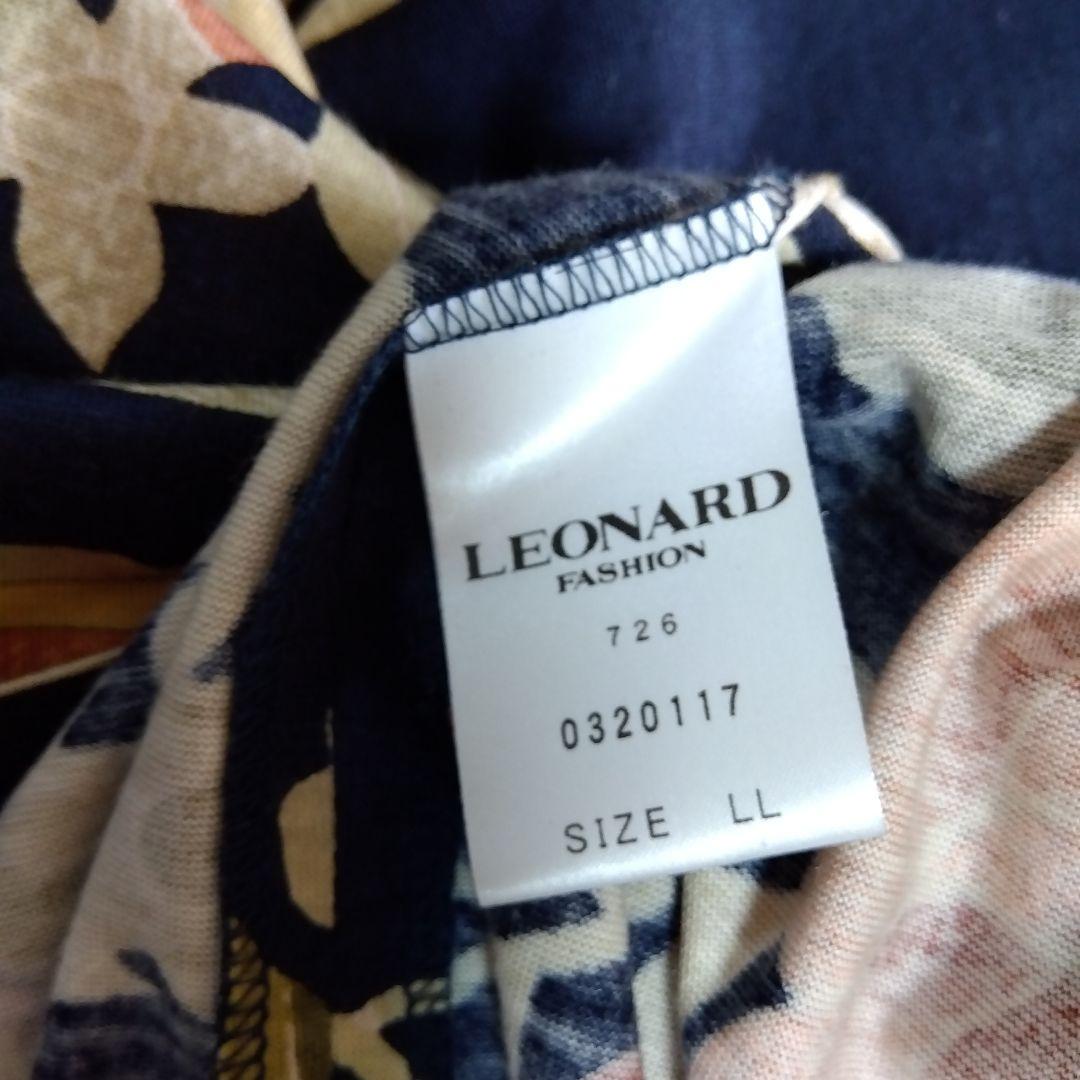 LEONARD
FASHION
726
0320117
SIZE LL